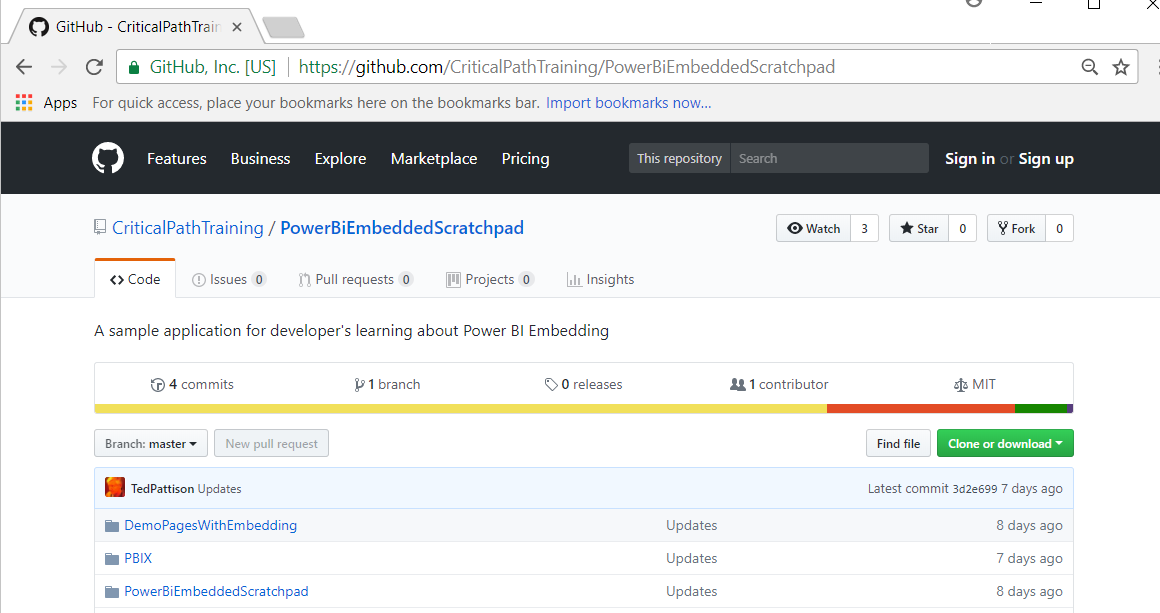 GitHub - CriticalPathTrain
GitHub, Inc. [US] https://github.com/CriticalPathTraining/PowerBiEmbeddedScratchpad
Apps For quick access, place your bookmarks here on the bookmarks bar. Import bookmarks now...
Features Business Explore Marketplace Pricing This repository Search Sign in or Sign up
CriticalPathTraining / PowerBiEmbeddedScratchpad Watch 3 Star 0 Fork 0
Code Issues 0 Pull requests 0 Projects 0 Insights
A sample application for developer's learning about Power BI Embedding
4 commits 1 branch 0 releases 1 contributor MIT
Branch: master New pull request Find file Clone or download
TedPattison Updates Latest commit 3d2e699 7 days ago
DemoPagesWithEmbedding Updates 8 days ago
PBIX Updates 7 days ago
PowerBiEmbeddedScratchpad Updates 8 days ago